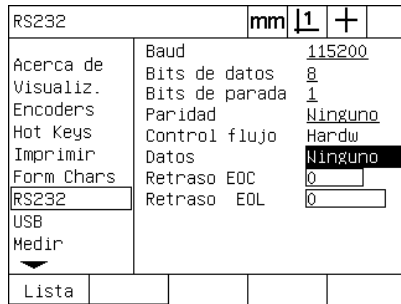 RS232 mm 1
Acerca de
Visualiz.
Encoders
Hot Keys
Imprimir
Form Chars
RS232
USB
Medir
Baud 115200
Bits de datos 8
Bits de parada 1
Paridad Ninguno
Control flujo Hardw
Datos Ninguno
Retraso EOC 0
Retraso EOL 0
Lista